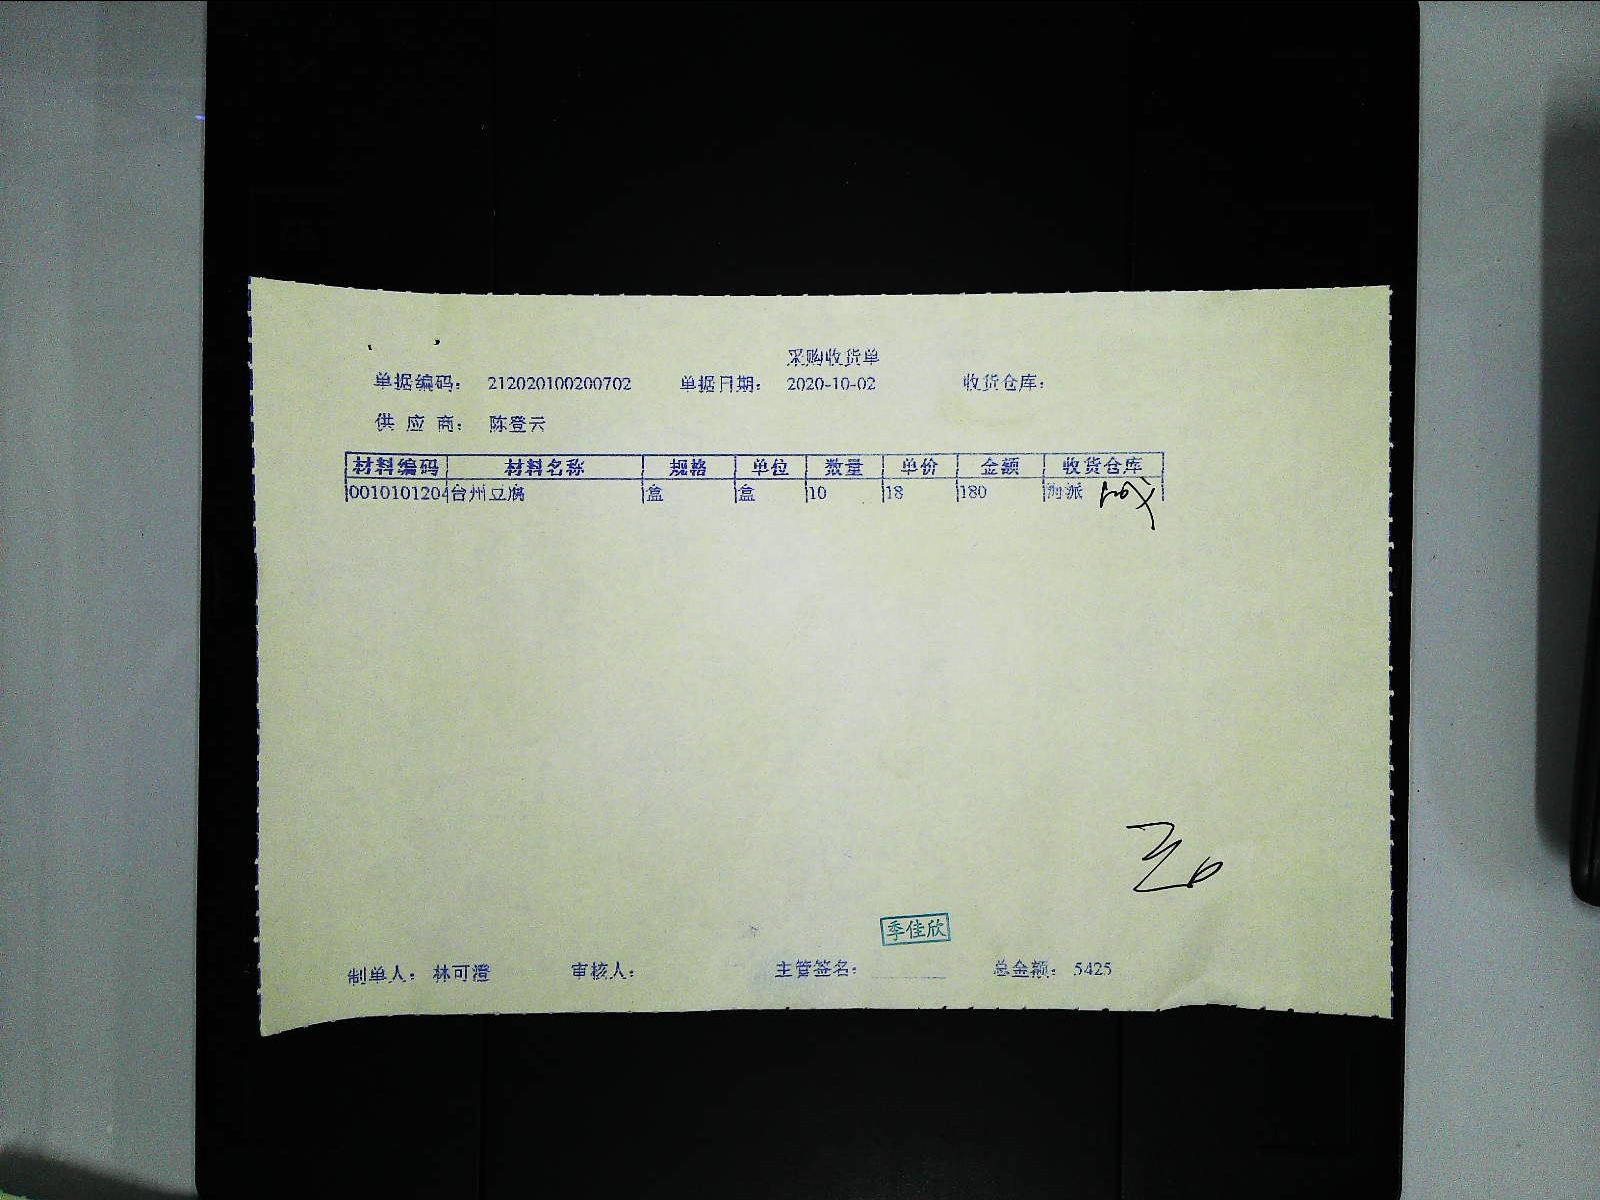 采购收货单
单据编码： 212020100200702 单据日期： 2020-10-02 收货仓库：
供 应 商： 陈登云
材料编码 材料名称 规格 单位 数量 单价 金额 收货仓库
0010101204 台州豆腐 盒 盒 10 18 180 海派
季佳欣
制单人： 林可澄 审核人： 主管签名： 总金额： 5425